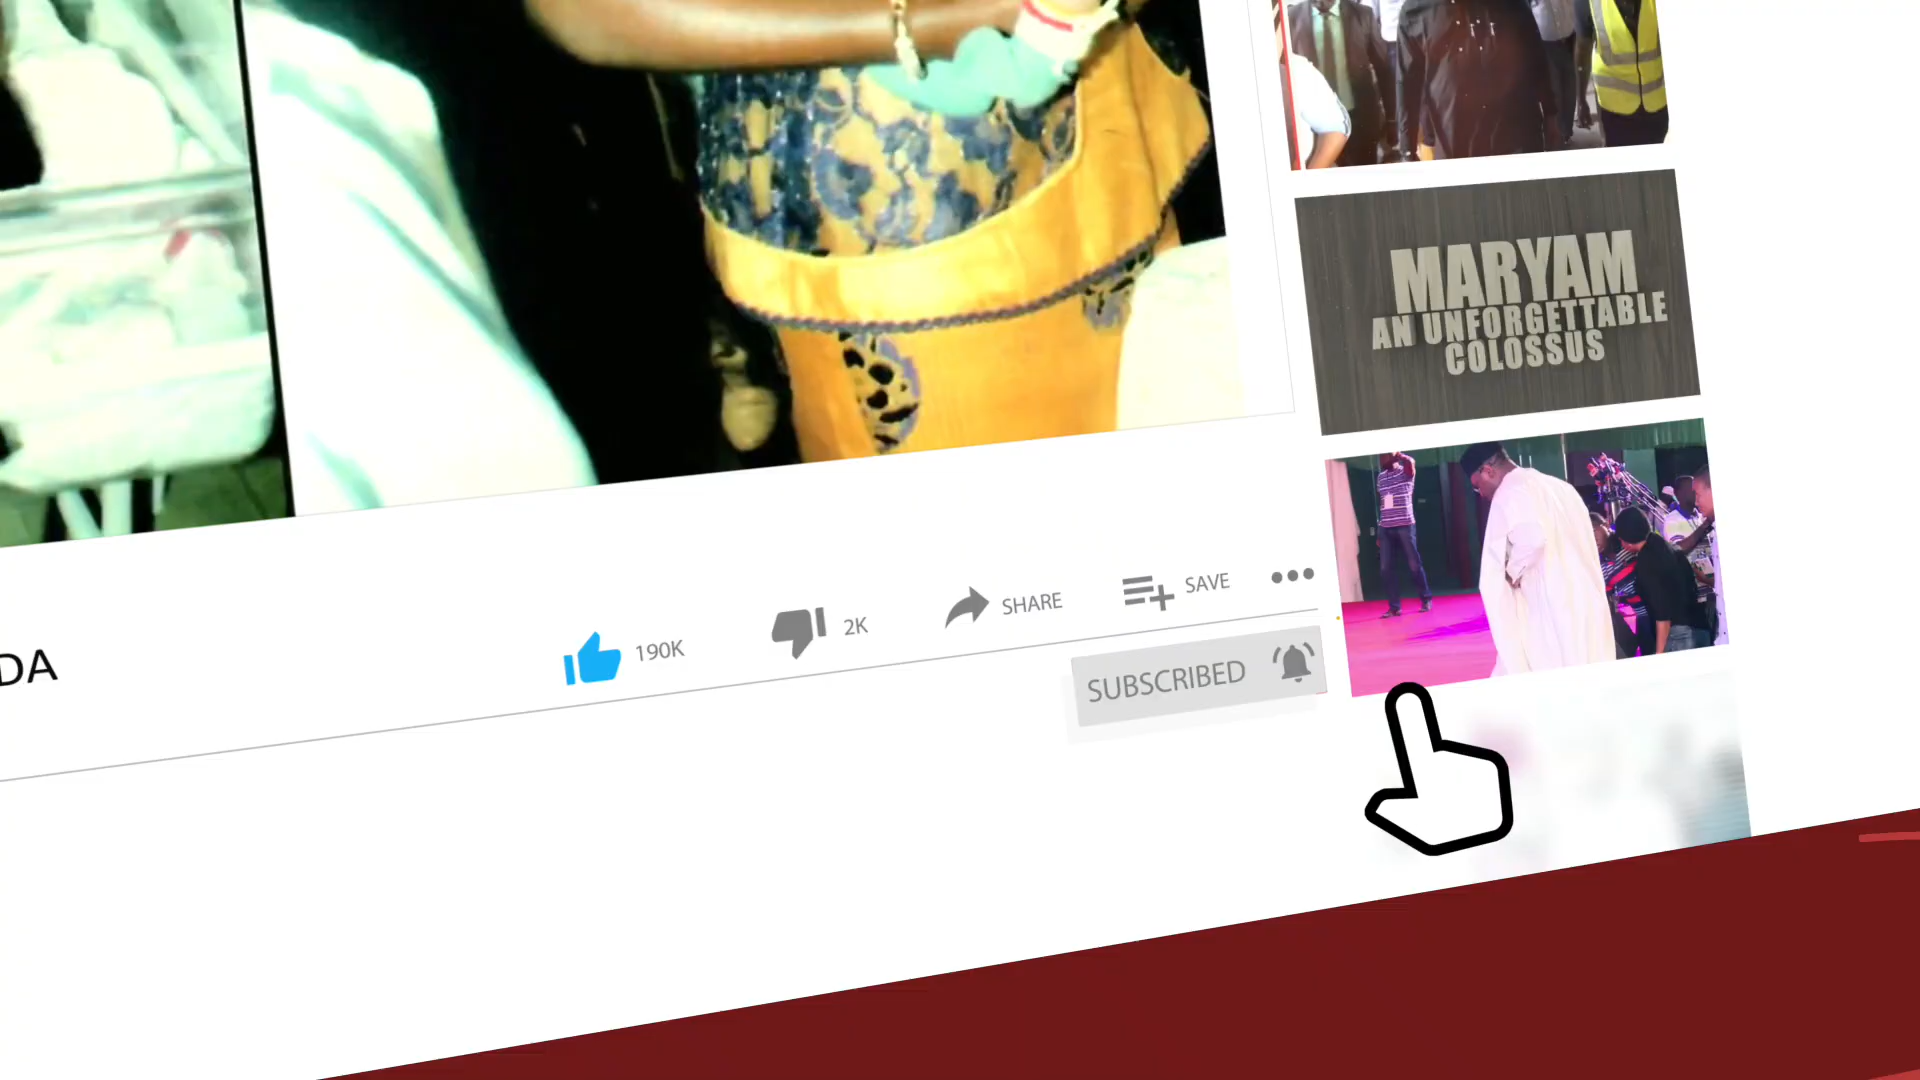 MARYAM
AN UNFORGETTABLE
COLOSSUS
DA
190K
2K
SHARE
SAVE
SUBSCRIBED